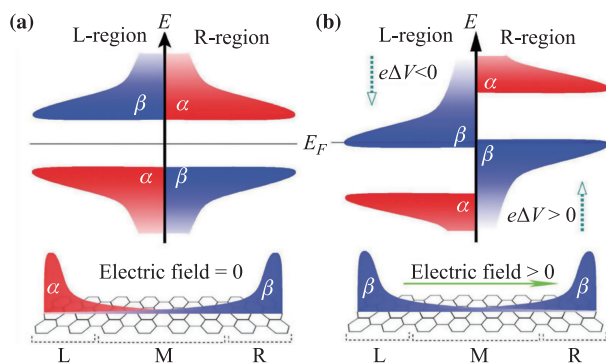 (a)
E
L-region
R-region
β
α
α
β
Electric field = 0
α
β
L
M
R
E_F
(b)
E
L-region
R-region
eΔV<0
α
β
β
α
eΔV > 0
Electric field > 0
β
β
L
M
R